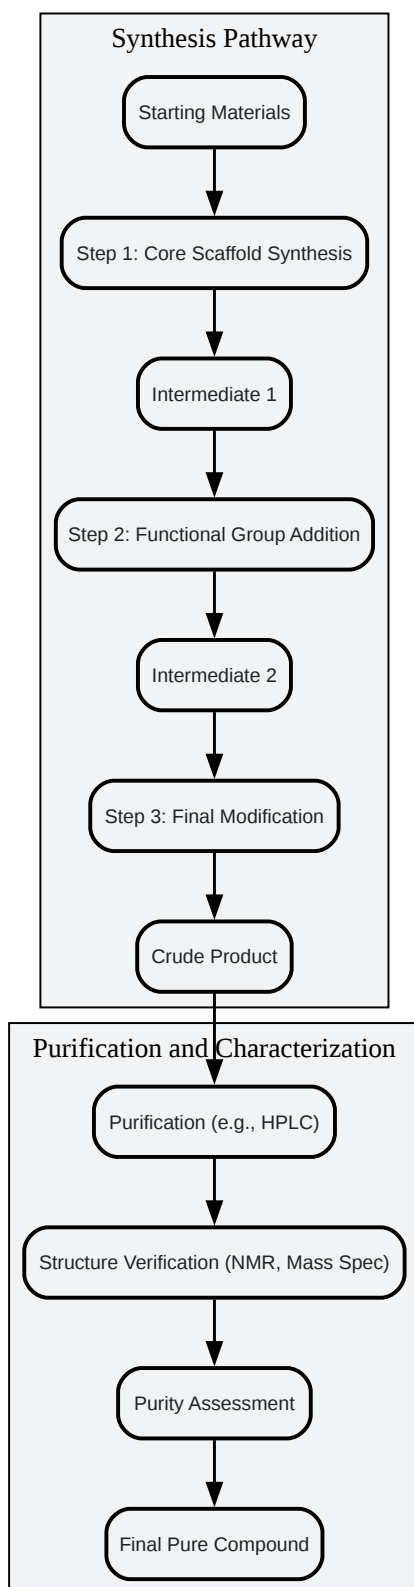 Synthesis Pathway
Starting Materials
Step 1: Core Scaffold Synthesis
Intermediate 1
Step 2: Functional Group Addition
Intermediate 2
Step 3: Final Modification
Crude Product
Purification and Characterization
Purification (e.g., HPLC)
Structure Verification (NMR, Mass Spec)
Purity Assessment
Final Pure Compound